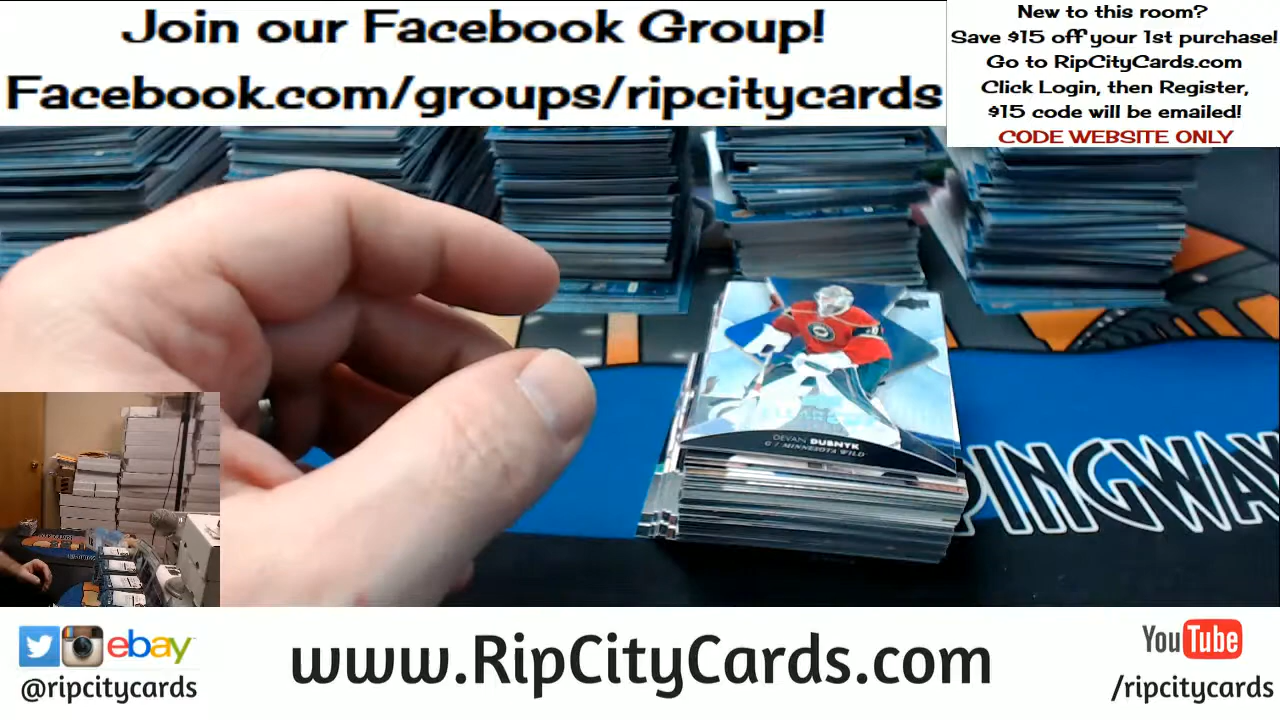 Join our Facebook Group!
Facebook.com/groups/ripcitycards
New to this room?
Save $15 off your 1st purchase!
Go to RipCityCards.com
Click Login, then Register,
$15 code will be emailed!
CODE WEBSITE ONLY
DEVAN DUBNYK
G / MINNESOTA WILD
PINGWAX
ebay
@ripcitycards
www.RipCityCards.com
YouTube
/ripcitycards